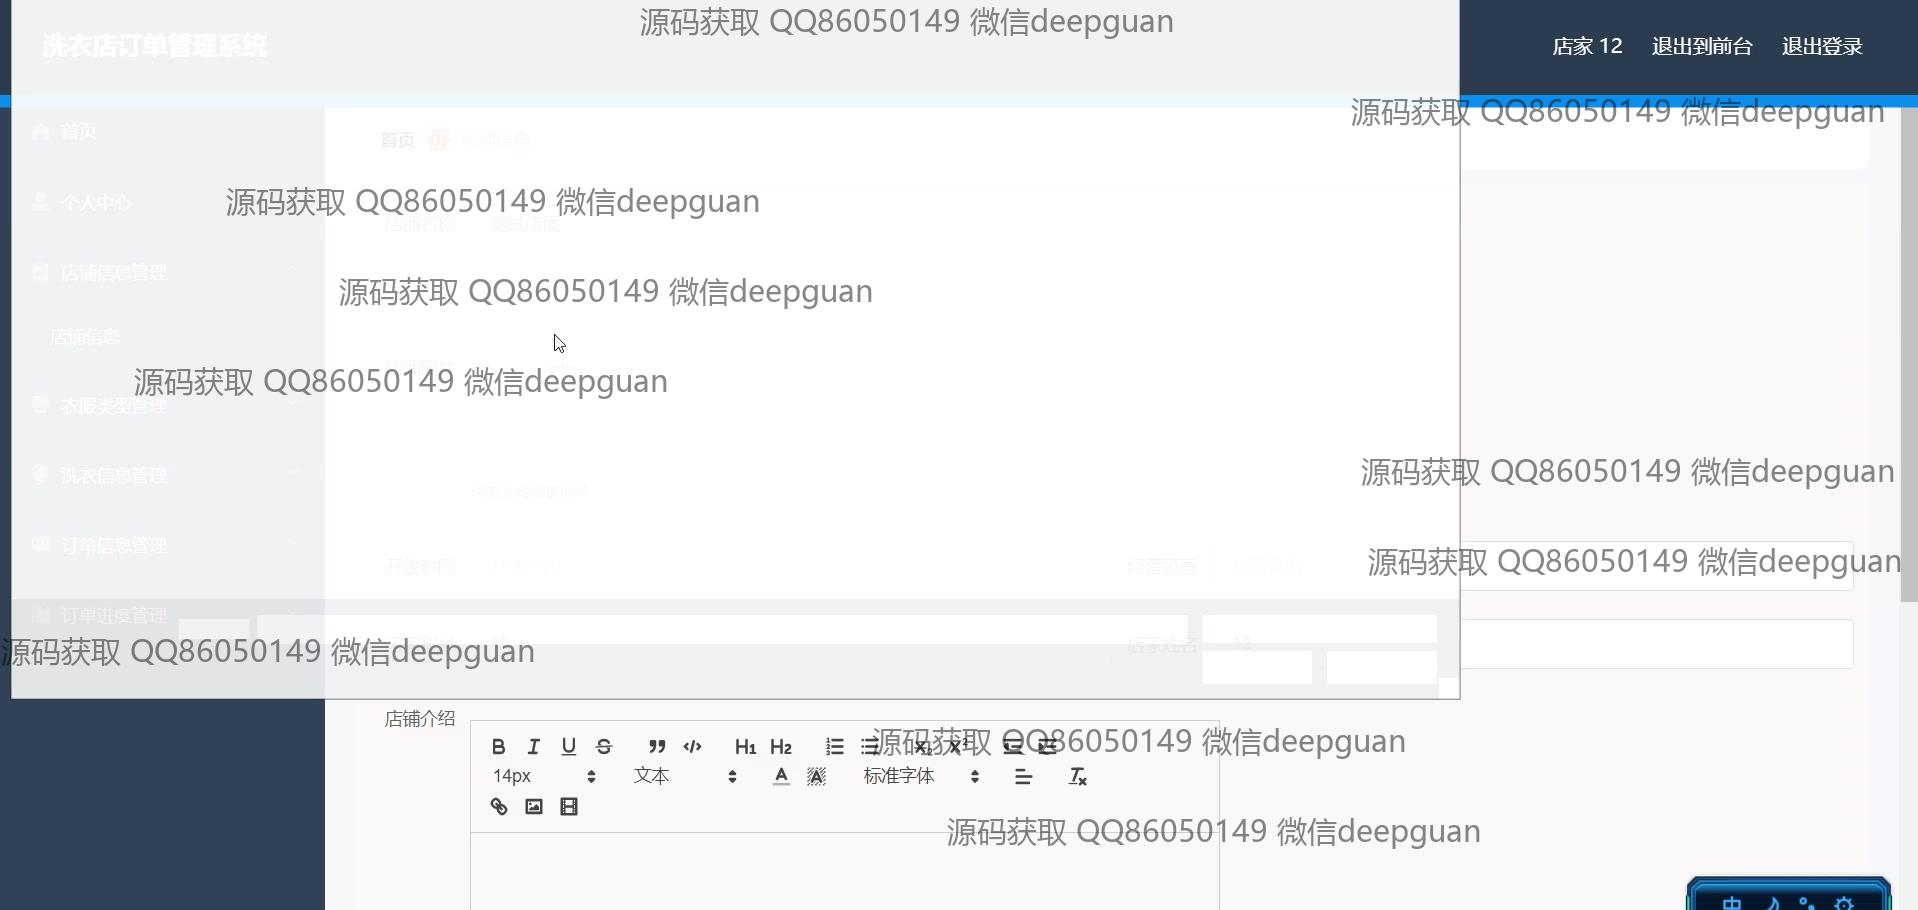 源码获取 QQ86050149 微信deepguan
洗衣店订单管理系统
店家 12 退出到前台 退出登录
源码获取 QQ86050149 微信deepguan
首页
首页 店铺信息
个人中心
源码获取 QQ86050149 微信deepguan
店铺名称 测试店面
店铺信息管理
源码获取 QQ86050149 微信deepguan
店铺信息
源码获取 QQ86050149 微信deepguan
衣服类型管理
源码获取 QQ86050149 微信deepguan
洗衣信息管理
点击上传店铺照片
订单信息管理
开放时间 经营范围
源码获取 QQ86050149 微信deepguan
订单进度管理
源码获取 QQ86050149 微信deepguan
店家姓名 12
店铺介绍
B I U S H1 H2 X2 X2
源码获取 QQ86050149 微信deepguan
14px 文本 A A 标准字体 Tx
源码获取 QQ86050149 微信deepguan
中